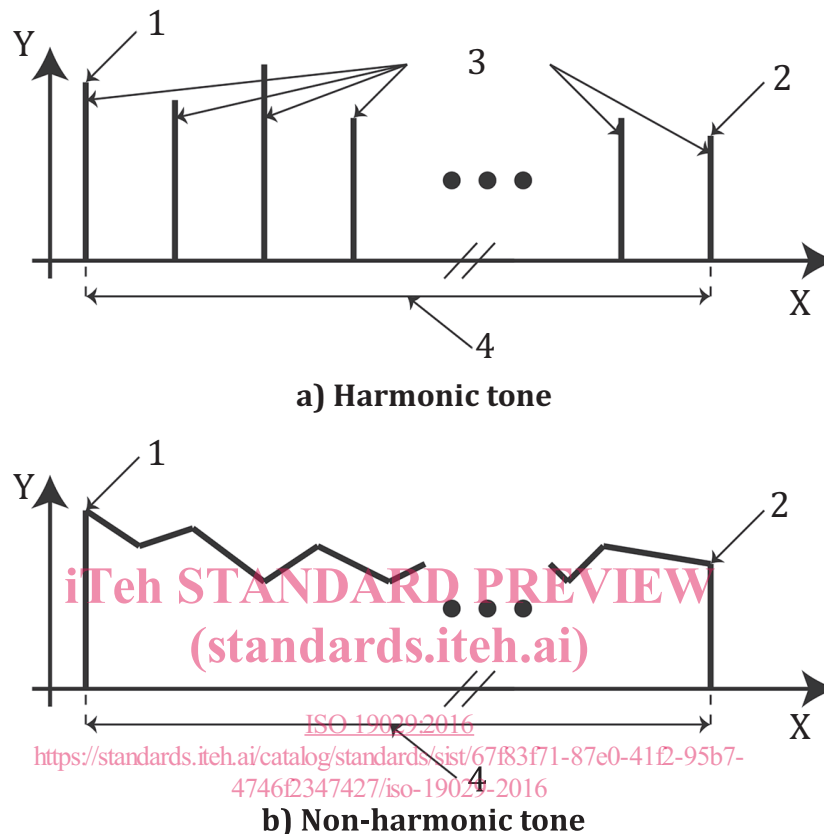 Y
1
3
2
X
4
a) Harmonic tone
Y
1
2
iTeh STANDARD PREVIEW
(standards.iteh.ai)
X
ISO 19029:2016
https://standards.iteh.ai/catalog/standards/sist/67f83f71-87e0-41f2-95b7-
4746f2347427/iso-19029-2016
4
b) Non-harmonic tone